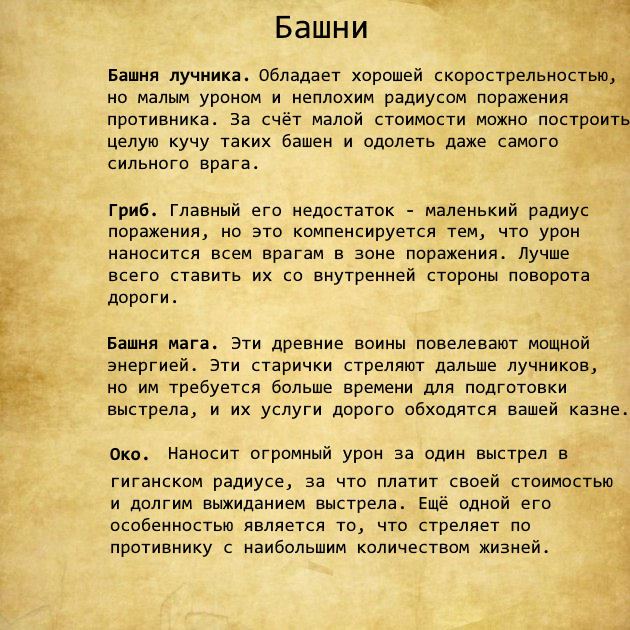 Башни
Башня лучника. Обладает хорошей скорострельностью,
но малым уроном и неплохим радиусом поражения
противника. За счёт малой стоимости можно построить
целую кучу таких башен и одолеть даже самого
сильного врага.
Гриб. Главный его недостаток - маленький радиус
поражения, но это компенсируется тем, что урон
наносится всем врагам в зоне поражения. Лучше
всего ставить их со внутренней стороны поворота
дороги.
Башня мага. Эти древние воины повелевают мощной
энергией. Эти старички стреляют дальше лучников,
но им требуется больше времени для подготовки
выстрела, и их услуги дорого обходятся вашей казне.
Око. Наносит огромный урон за один выстрел в
гиганском радиусе, за что платит своей стоимостью
и долгим выжиданием выстрела. Ещё одной его
особенностью является то, что стреляет по
противнику с наибольшим количеством жизней.